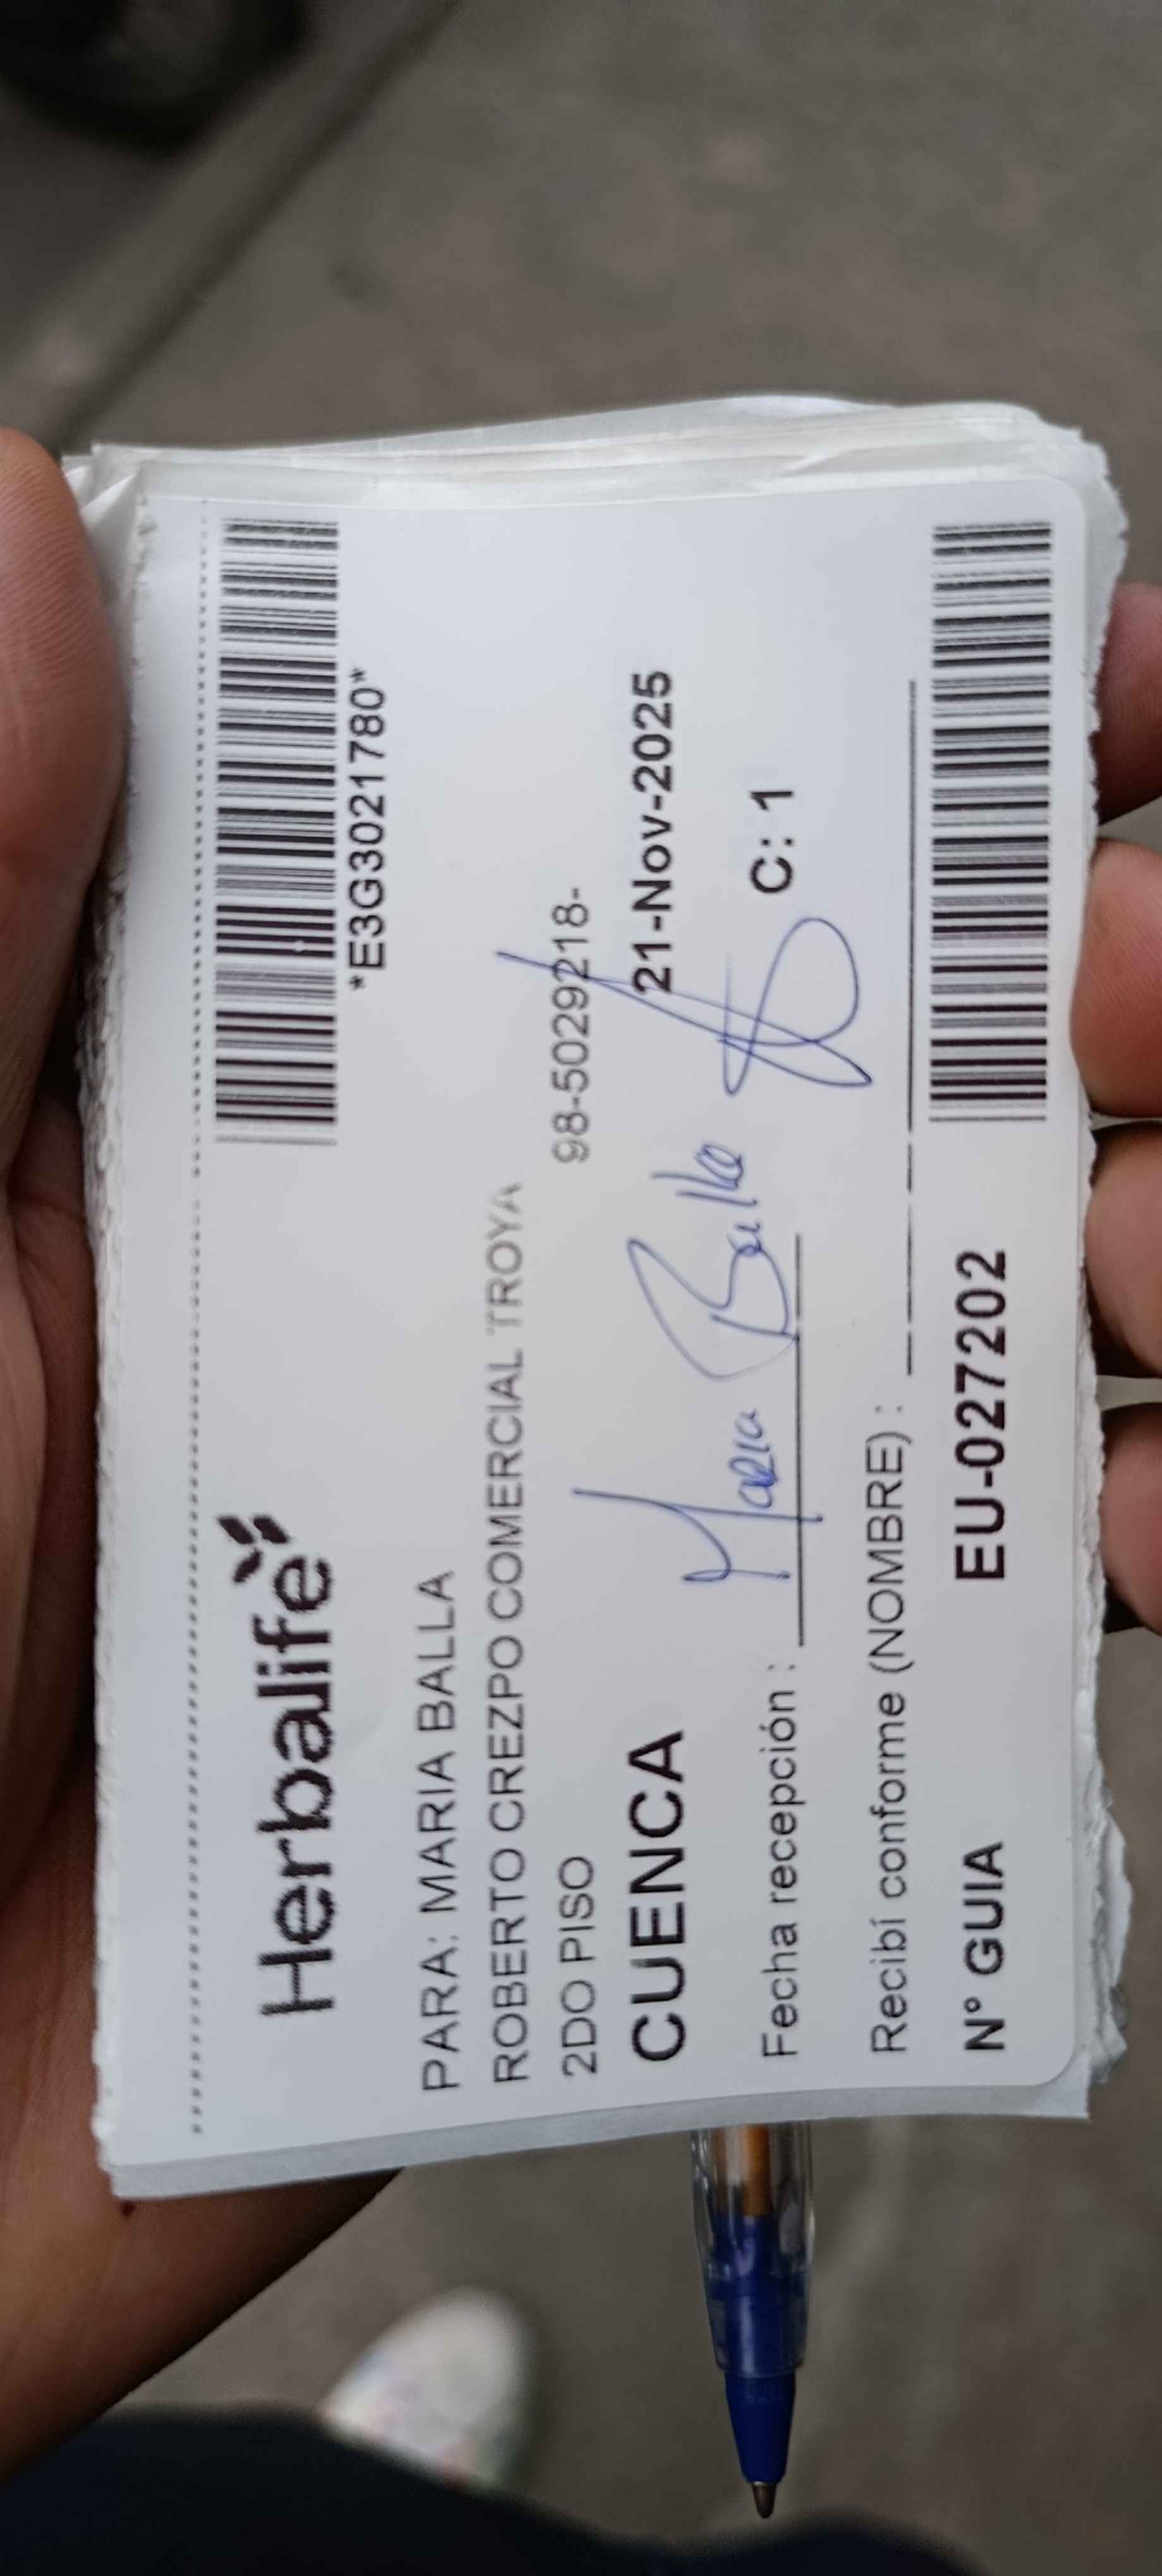 Herbalife
*E3G3021780*
PARA: MARIA BALLA
ROBERTO CREZPO COMERCIAL TROYA
2DO PISO 98-5029218-
CUENCA 21-Nov-2025
Fecha recepción : Maria Balla C: 1
Recibí conforme (NOMBRE) :
N° GUIA EU-027202